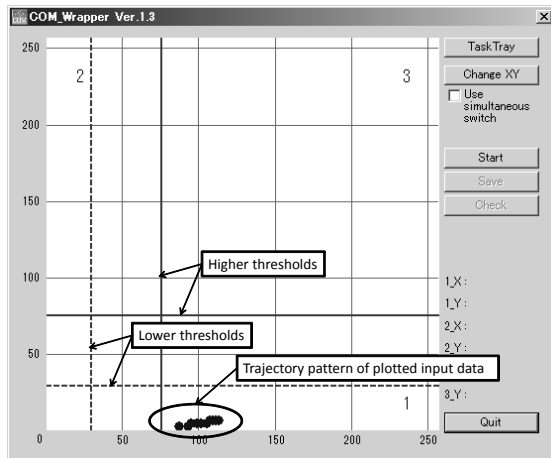 COM_Wrapper Ver.1.3
250
200
150
100
50
0
50
100
150
200
250
2
3
1
Higher thresholds
Lower thresholds
Trajectory pattern of plotted input data
TaskTray
Change XY
Use
simultaneous
switch
Start
Save
Check
1_X :
1_Y :
2_X :
2_Y :
3_Y :
Quit